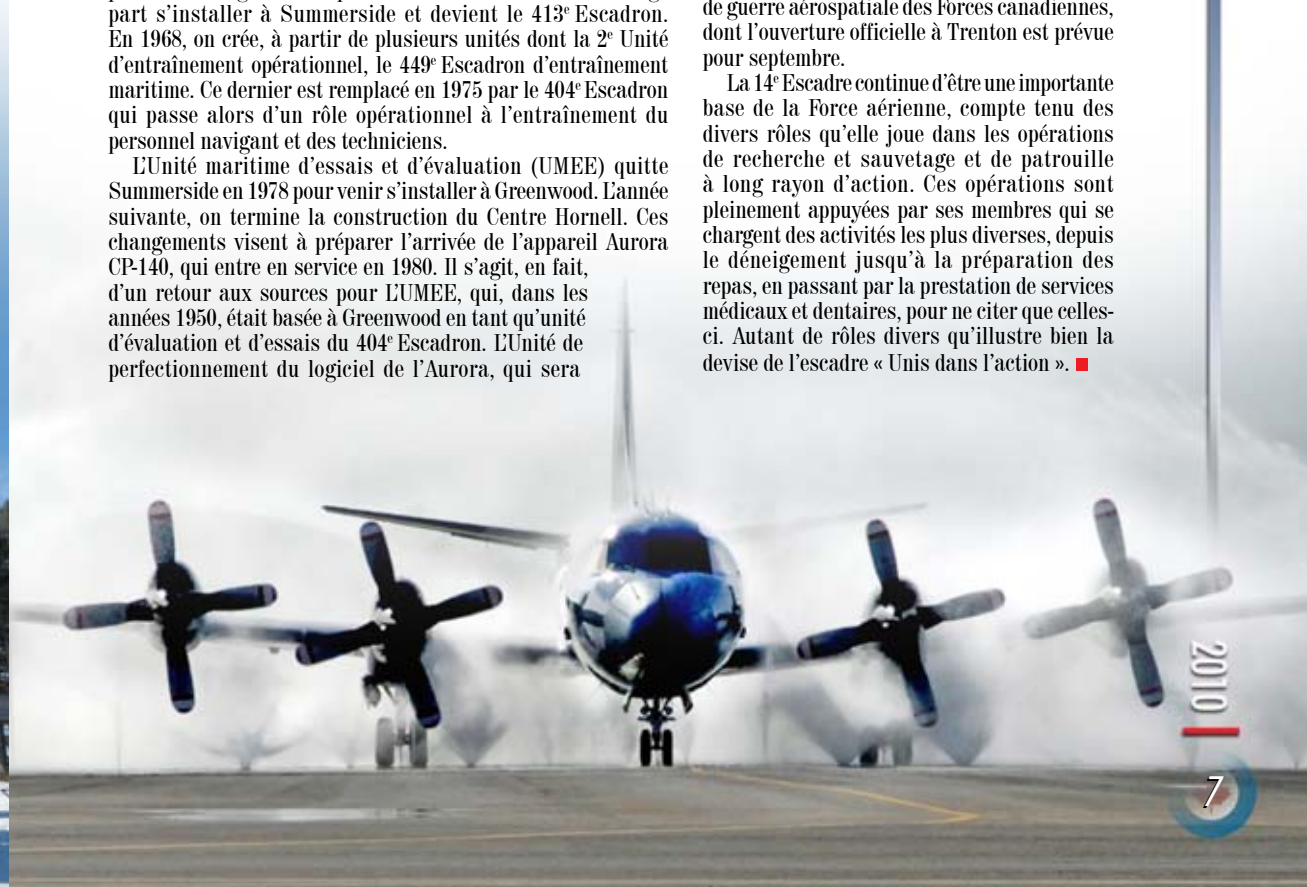 part s'installer à Summerside et devient le 413e Escadron.
En 1968, on crée, à partir de plusieurs unités dont la 2e Unité
d'entraînement opérationnel, le 449e Escadron d'entraînement
maritime. Ce dernier est remplacé en 1975 par le 404e Escadron
qui passe alors d'un rôle opérationnel à l'entraînement du
personnel navigant et des techniciens.
L'Unité maritime d'essais et d'évaluation (UMEE) quitte
Summerside en 1978 pour venir s'installer à Greenwood. L'année
suivante, on termine la construction du Centre Hornell. Ces
changements visent à préparer l'arrivée de l'appareil Aurora
CP-140, qui entre en service en 1980. Il s'agit, en fait,
d'un retour aux sources pour L'UMEE, qui, dans les
années 1950, était basée à Greenwood en tant qu'unité
d'évaluation et d'essais du 404e Escadron. L'Unité de
perfectionnement du logiciel de l'Aurora, qui sera
de guerre aérospatiale des Forces canadiennes,
dont l'ouverture officielle à Trenton est prévue
pour septembre.
La 14e Escadre continue d'être une importante
base de la Force aérienne, compte tenu des
divers rôles qu'elle joue dans les opérations
de recherche et sauvetage et de patrouille
à long rayon d'action. Ces opérations sont
pleinement appuyées par ses membres qui se
chargent des activités les plus diverses, depuis
le déneigement jusqu'à la préparation des
repas, en passant par la prestation de services
médicaux et dentaires, pour ne citer que celles-
ci. Autant de rôles divers qu'illustre bien la
devise de l'escadre « Unis dans l'action ».
2010
7